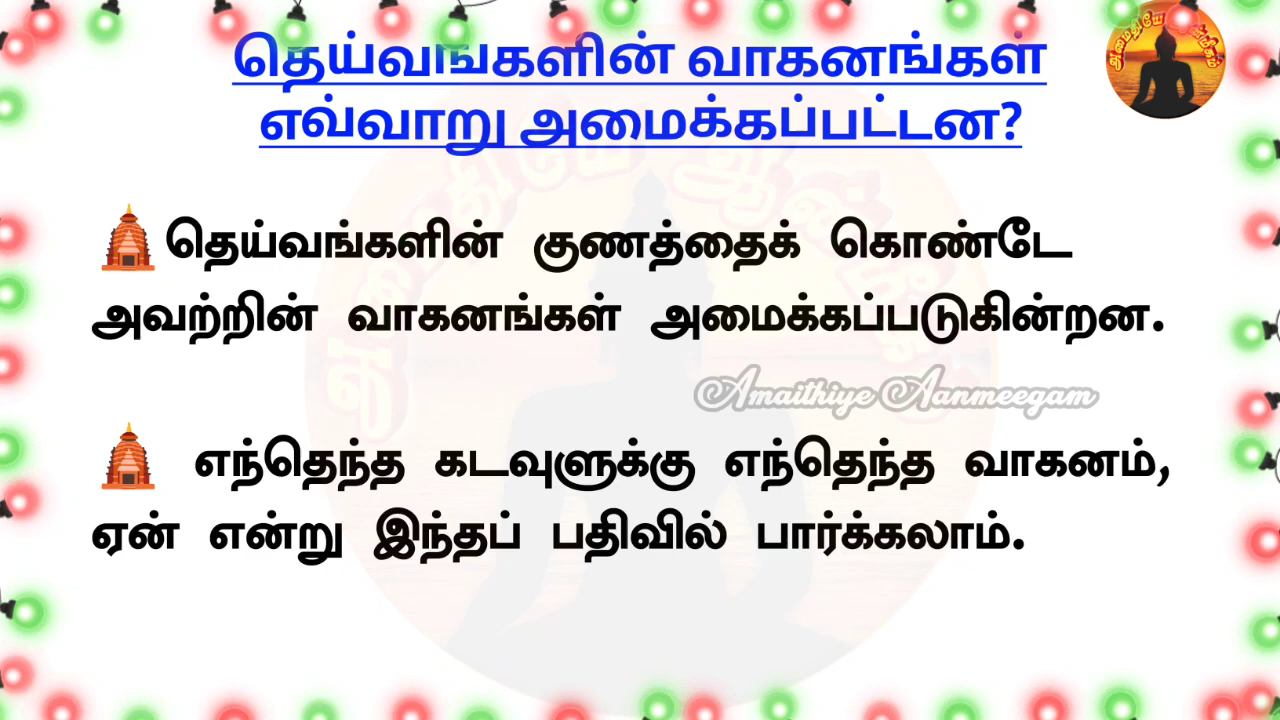 தெய்வங்களின் வாகனங்கள்
எவ்வாறு அமைக்கப்பட்டன?
தெய்வங்களின் குணத்தைக் கொண்டே
அவற்றின் வாகனங்கள் அமைக்கப்படுகின்றன.
Amaithiye Aanmeegam
எந்தெந்த கடவுளுக்கு எந்தெந்த வாகனம்,
ஏன் என்று இந்தப் பதிவில் பார்க்கலாம்.